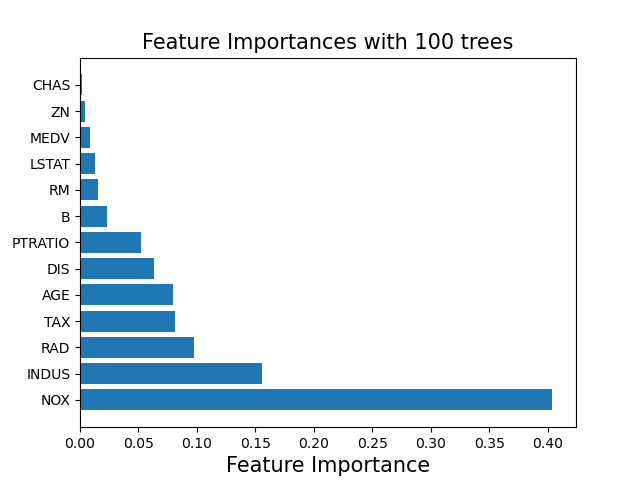 Feature Importances with 100 trees
CHAS
ZN
MEDV
LSTAT
RM
B
PTRATIO
DIS
AGE
TAX
RAD
INDUS
NOX
0.00 0.05 0.10 0.15 0.20 0.25 0.30 0.35 0.40
Feature Importance